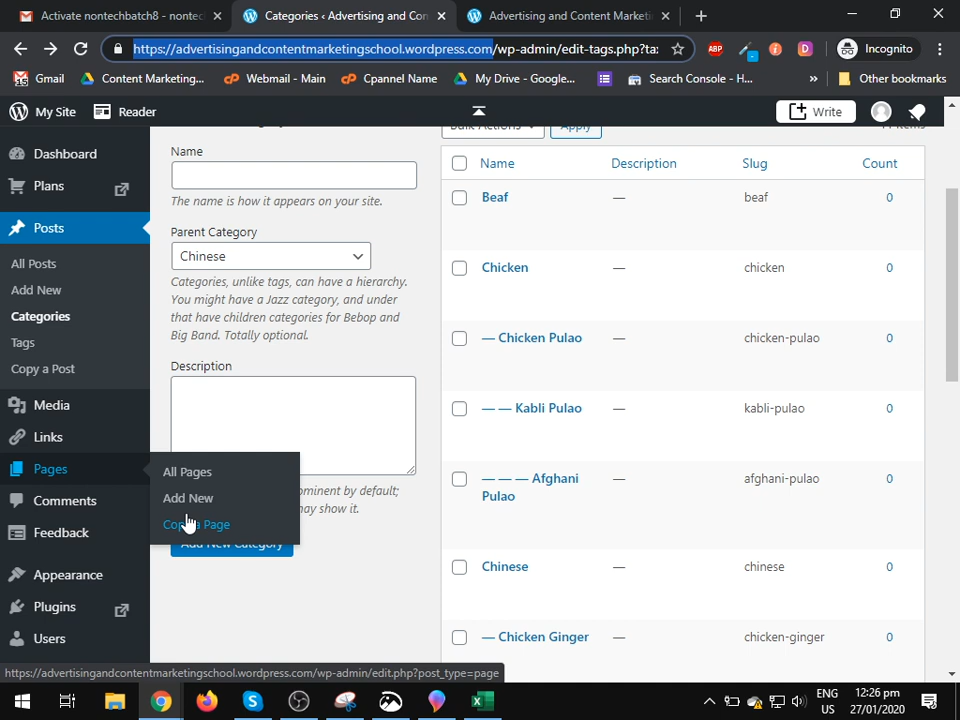 Activate nontechbatch8 - nontec
Categories ‹ Advertising and Con
Advertising and Content Marketi
https://advertisingandcontentmarketingschool.wordpress.com/wp-admin/edit-tags.php?ta:
ABP
Incognito
Gmail
Content Marketing...
Webmail - Main
Cpannel Name
My Drive - Google...
Search Console - H...
»
Other bookmarks
My Site
Reader
Write
Dashboard
Plans
Posts
All Posts
Add New
Categories
Tags
Copy a Post
Media
Links
Pages
Comments
Feedback
Appearance
Plugins
Users
All Pages
Add New
Copy a Page
Name
The name is how it appears on your site.
Parent Category
Chinese
Categories, unlike tags, can have a hierarchy.
You might have a Jazz category, and under
that have children categories for Bebop and
Big Band. Totally optional.
Description
ominent by default;
may show it.
Add New Category
Bulk Actions
Apply
items
Name Description Slug Count
Beaf — beaf 0
Chicken — chicken 0
— Chicken Pulao — chicken-pulao 0
— — Kabli Pulao — kabli-pulao 0
— — — Afghani — afghani-pulao 0
Pulao
Chinese — chinese 0
— Chicken Ginger — chicken-ginger 0
https://advertisingandcontentmarketingschool.wordpress.com/wp-admin/edit.php?post_type=page
ENG
US
12:26 pm
27/01/2020